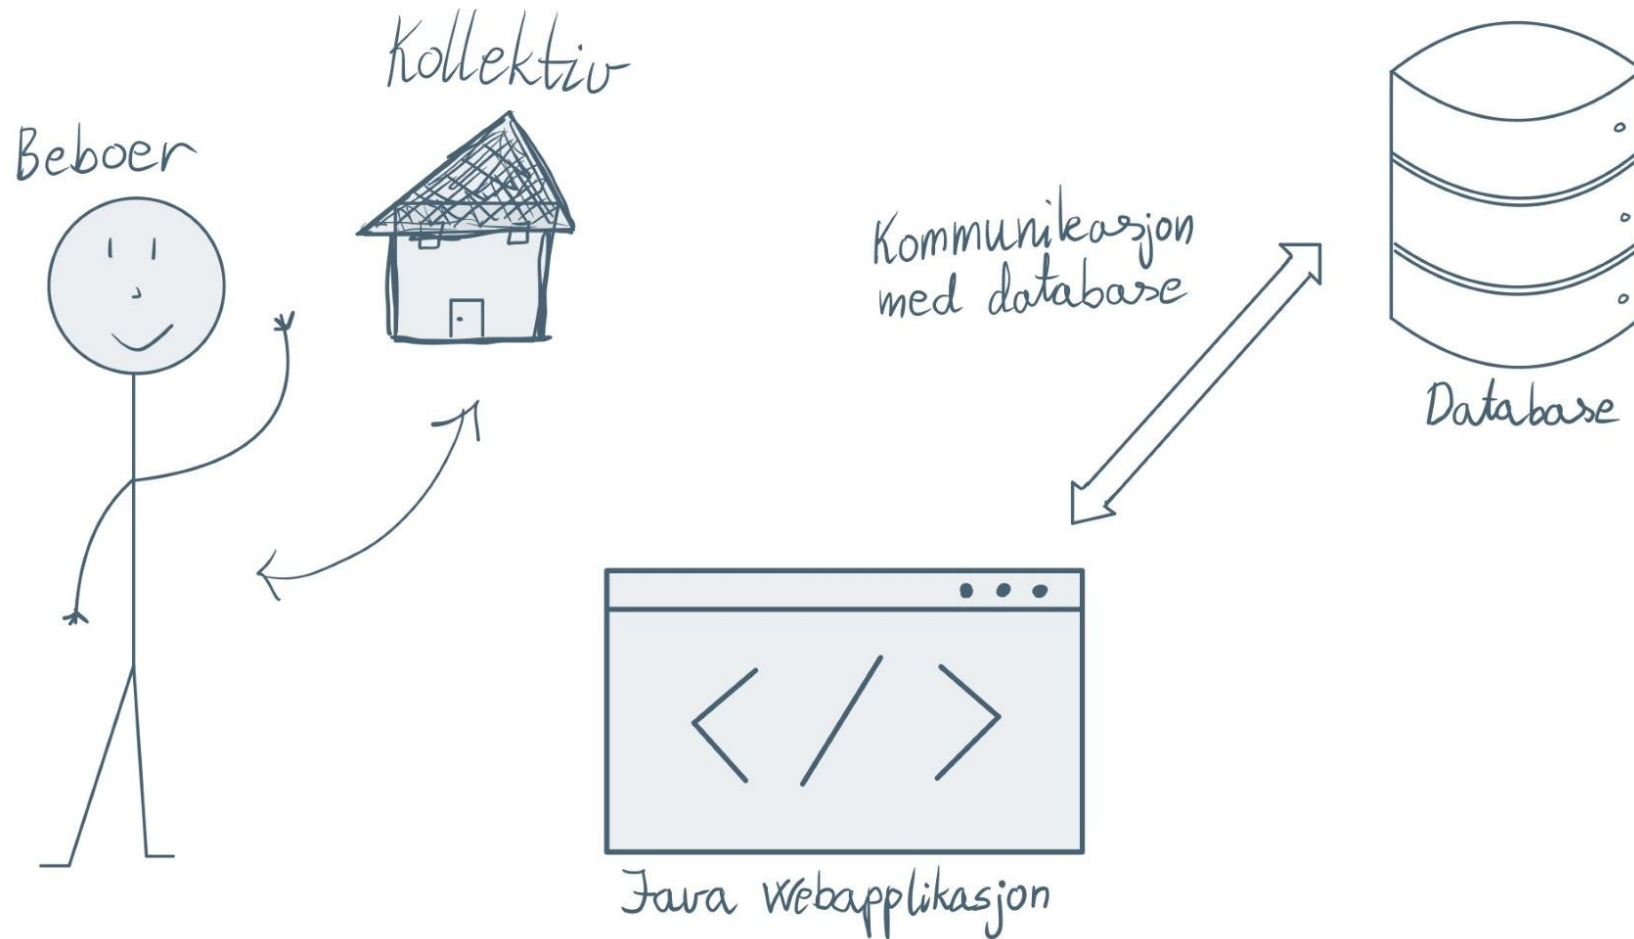 Kollektiv
Beboer
Kommunikasjon
med database
Database
Java Webapplikasjon